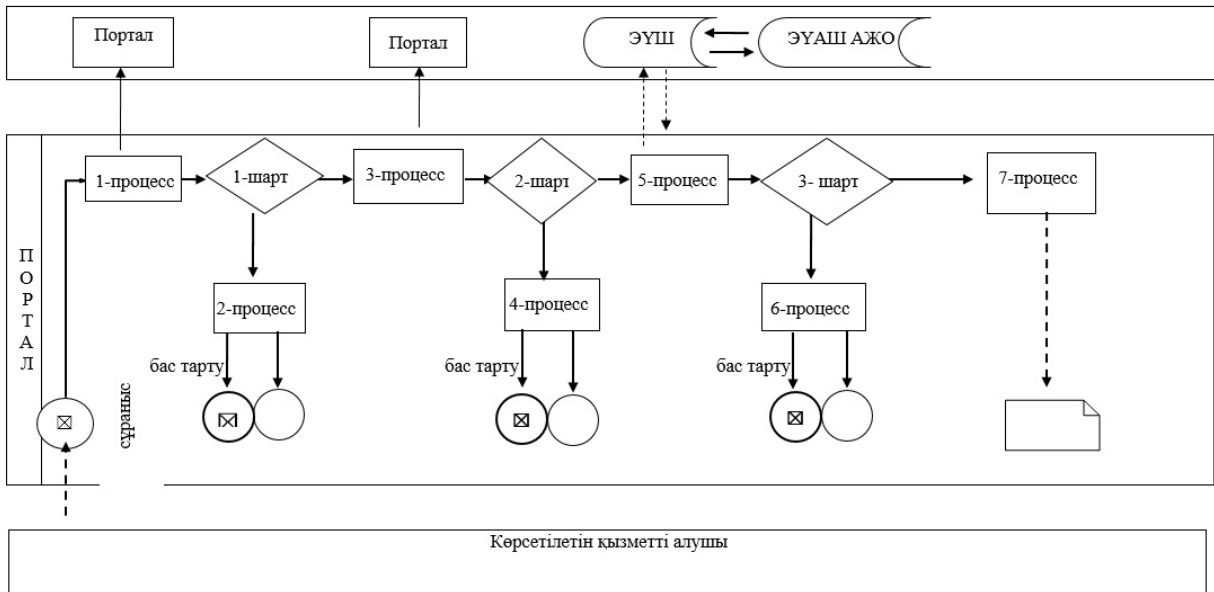 Портал
Портал
ЭҮШ
ЭҮАШ АЖО
1-процесс
1-шарт
3-процесс
2-шарт
5-процесс
3- шарт
7-процесс
ПОРТАЛ
2-процесс
4-процесс
6-процесс
бас тарту
бас тарту
бас тарту
сұраныс
Көрсетілетін қызметті алушы